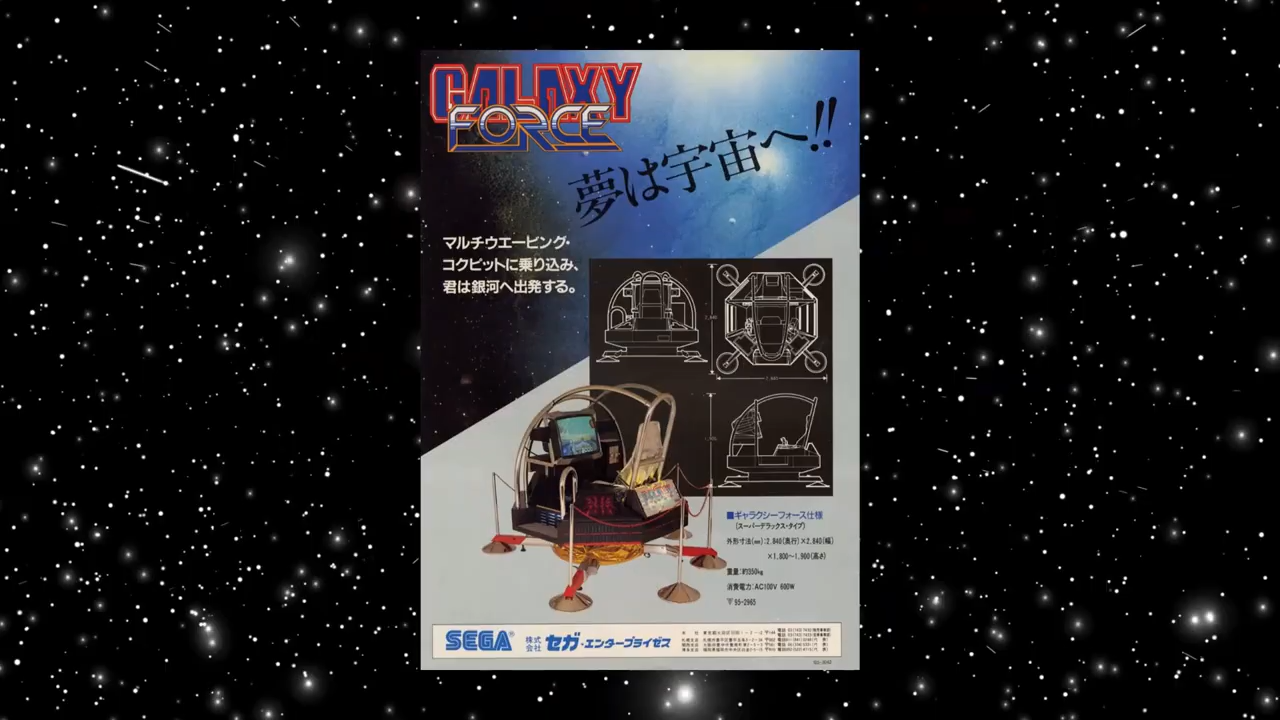 GALAXY
FORCE
夢は宇宙へ!!
マルチウエービング・
コクピットに乗り込み、
君は銀河へ出発する。
■ギャラクシーフォース仕様
(スーパーデラックス・タイプ)
外形寸法(mm):2,840(奥行)×2,840(幅)
×1,800〜1,900(高さ)
重量:約550kg
消費電力:AC100V 600W
〒95-2965
SEGA® 株式会社 セガ・エンタープライゼス